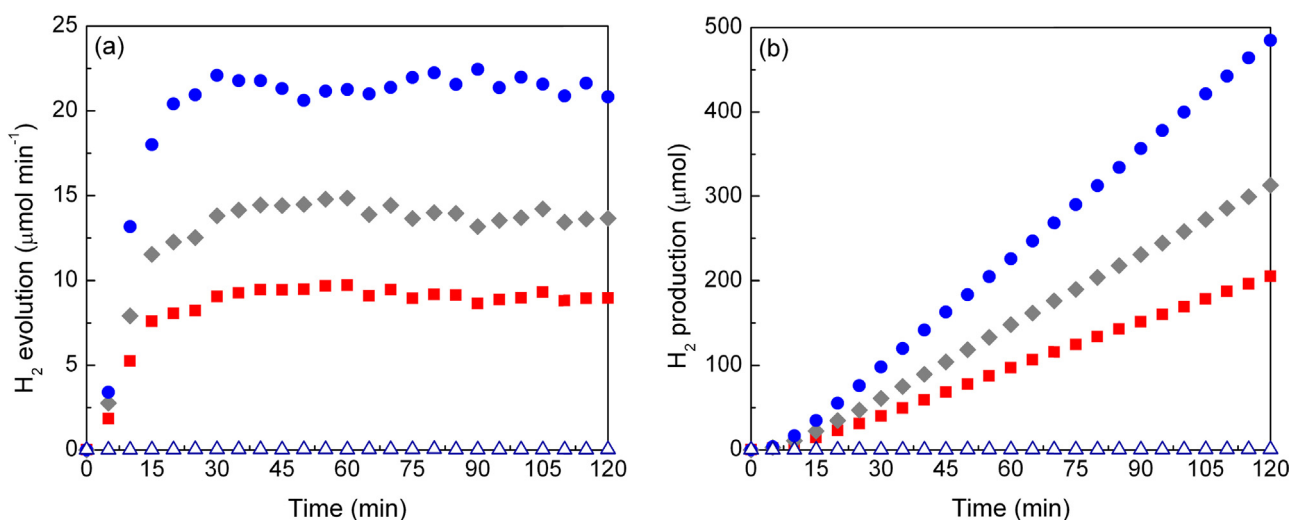 (a)
H₂ evolution (μmol min⁻¹)
25
20
15
10
5
0
0 15 30 45 60 75 90 105 120
Time (min)
(b)
H₂ production (μmol)
500
400
300
200
100
0
0 15 30 45 60 75 90 105 120
Time (min)